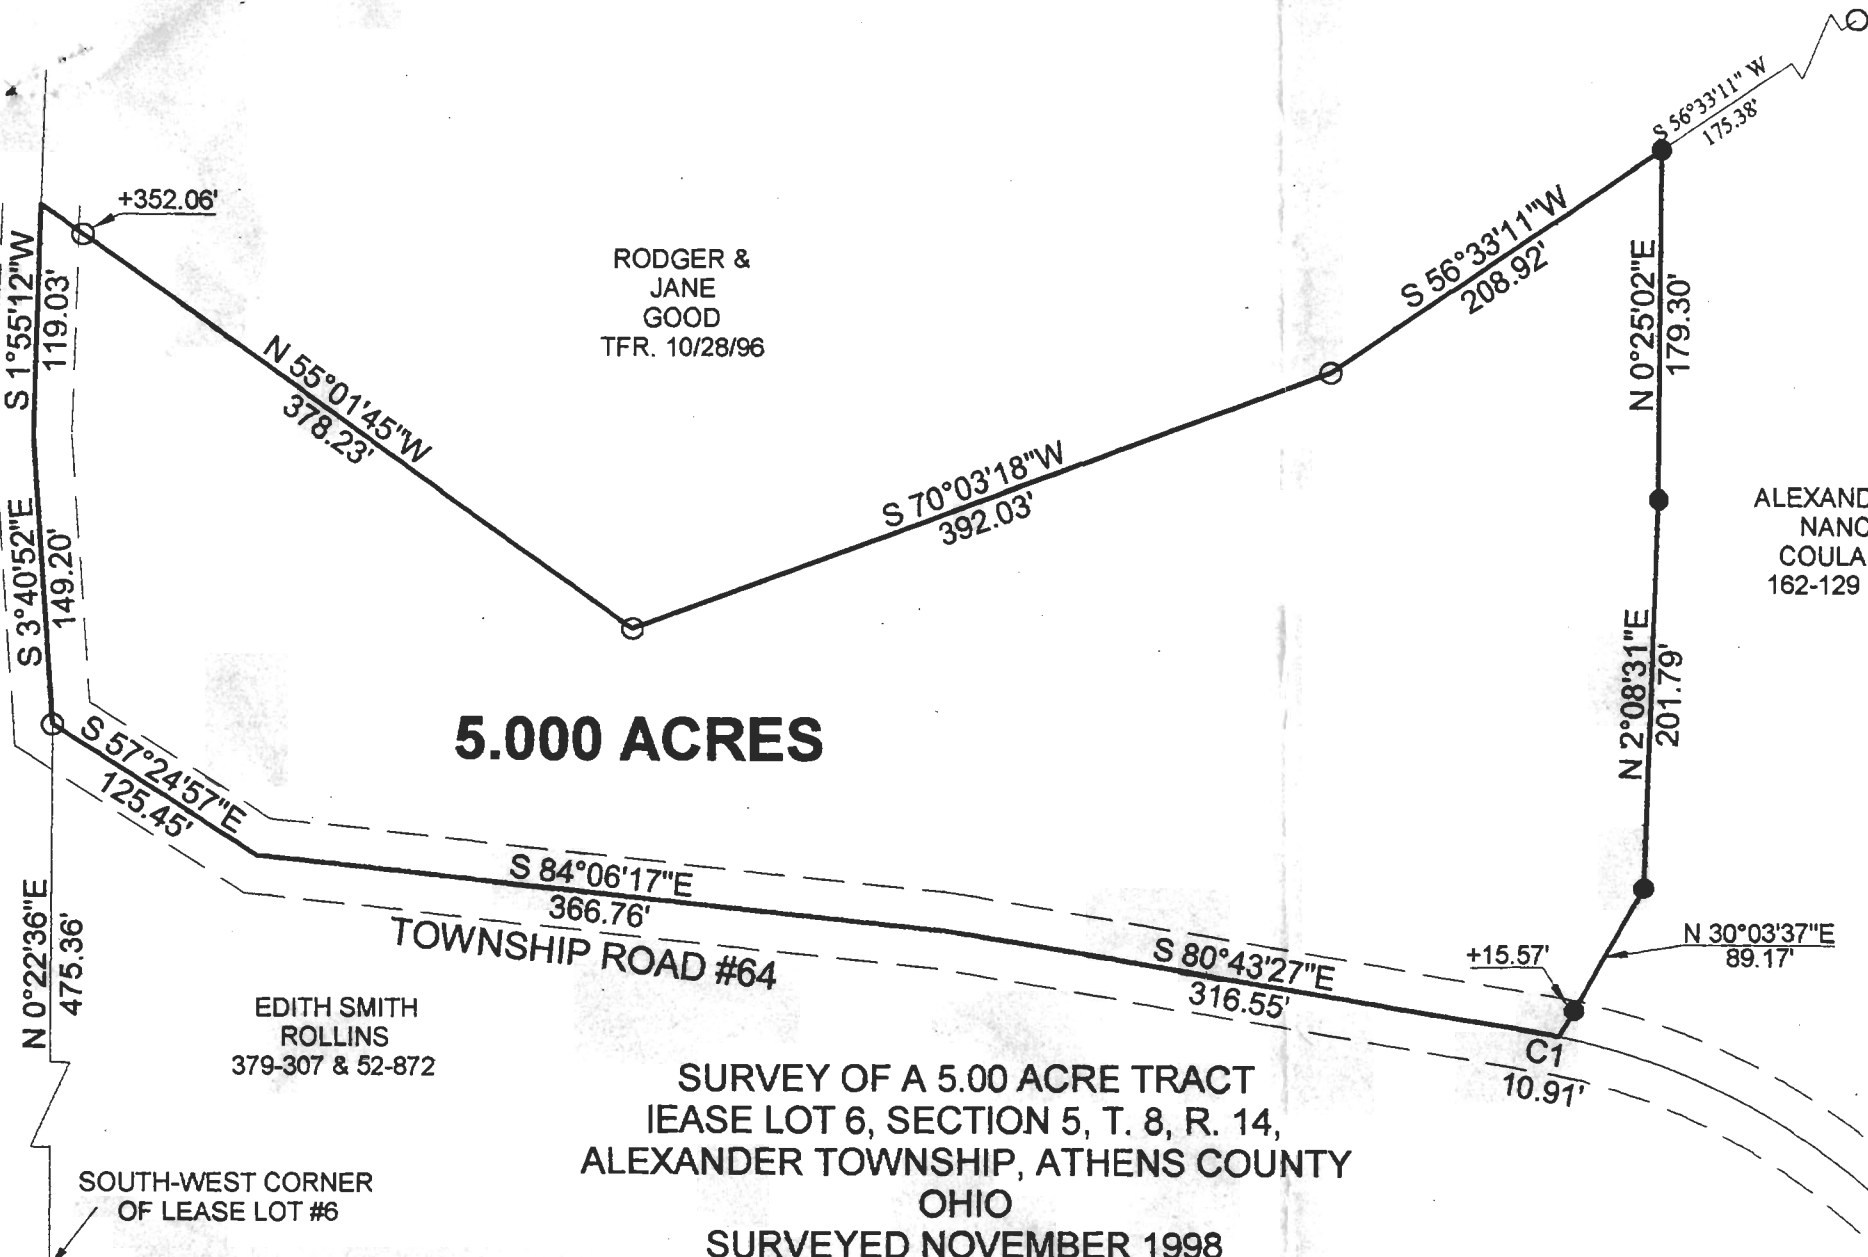 S 56°33'11" W
175.38'
+352.06'
S 1°55'12"W
119.03'
RODGER &
JANE
GOOD
TFR. 10/28/96
S 56°33'11"W
208.92'
N 0°25'02"E
179.30'
N 55°01'45"W
378.23'
S 70°03'18"W
392.03'
S 3°40'52"E
149.20'
ALEXAND
NANC
COULA
162-129
N 2°08'31"E
201.79'
5.000 ACRES
S 57°24'57"E
125.45'
S 84°06'17"E
366.76'
TOWNSHIP ROAD #64
S 80°43'27"E
316.55'
+15.57'
N 30°03'37"E
89.17'
N 0°22'36"E
475.36'
EDITH SMITH
ROLLINS
379-307 & 52-872
C1
10.91'
SURVEY OF A 5.00 ACRE TRACT
lEASE LOT 6, SECTION 5, T. 8, R. 14,
ALEXANDER TOWNSHIP, ATHENS COUNTY
OHIO
SURVEYED NOVEMBER 1998
SOUTH-WEST CORNER
OF LEASE LOT #6